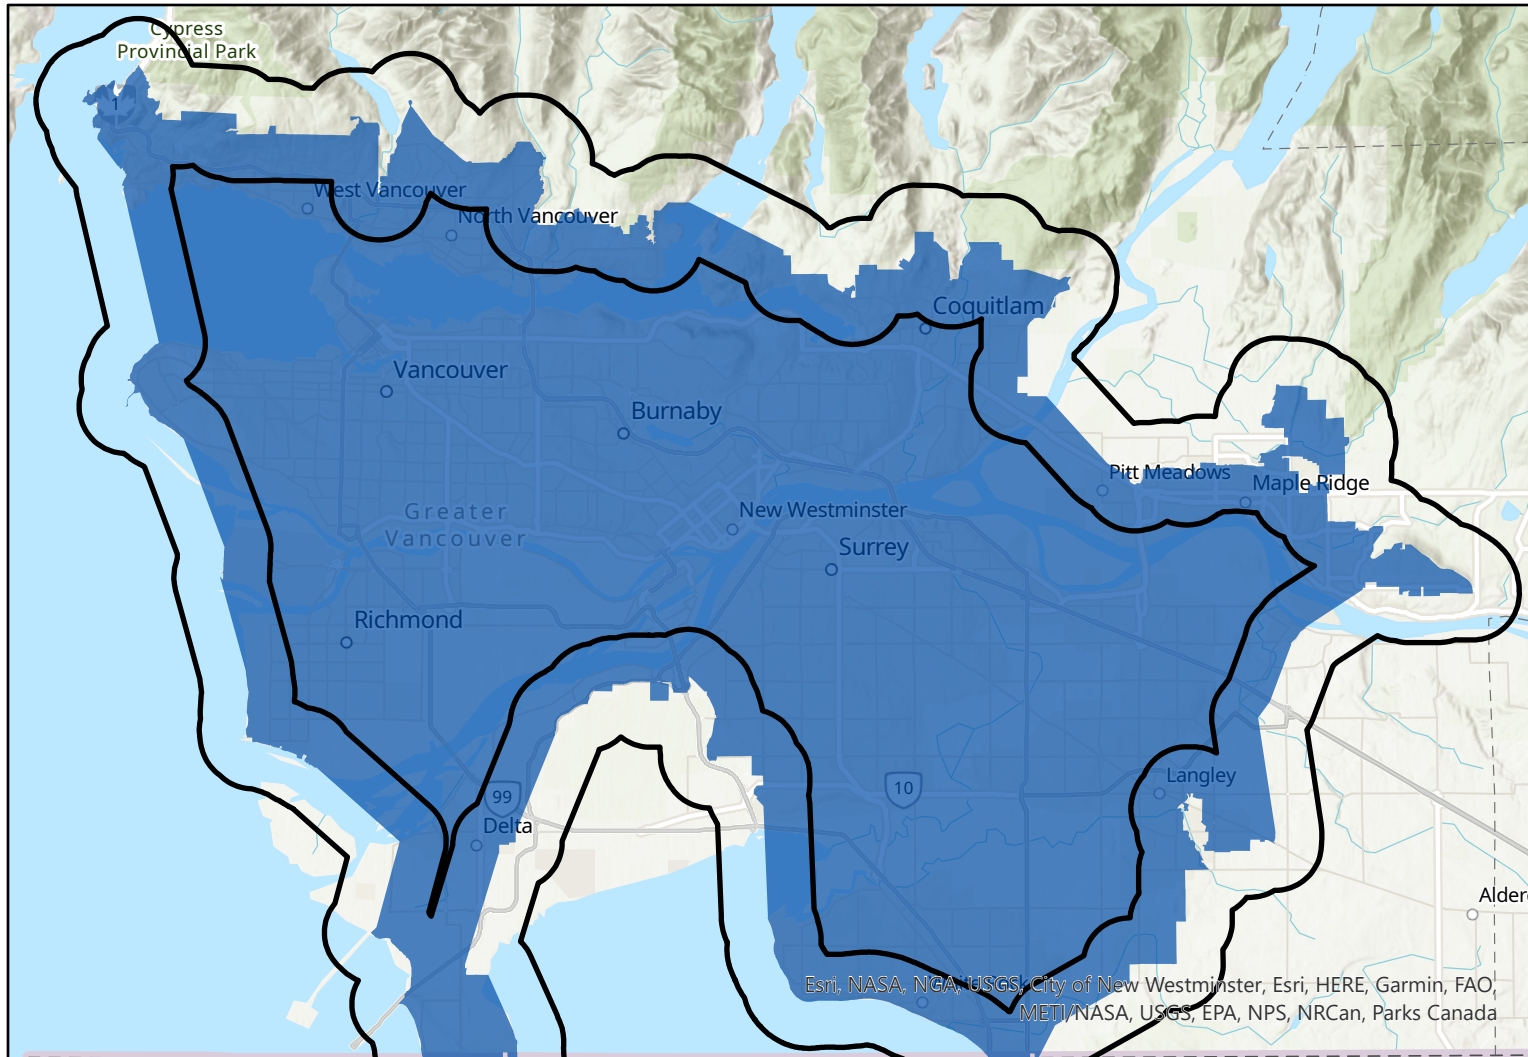 Cypress
Provincial Park
1
West Vancouver
North Vancouver
Coquitlam
Vancouver
Burnaby
Pitt Meadows
Maple Ridge
Greater
Vancouver
New Westminster
Surrey
Richmond
Langley
99
10
Delta
Esri, NASA, NGA, USGS, City of New Westminster, Esri, HERE, Garmin, FAO,
METI/NASA, USGS, EPA, NPS, NRCan, Parks Canada